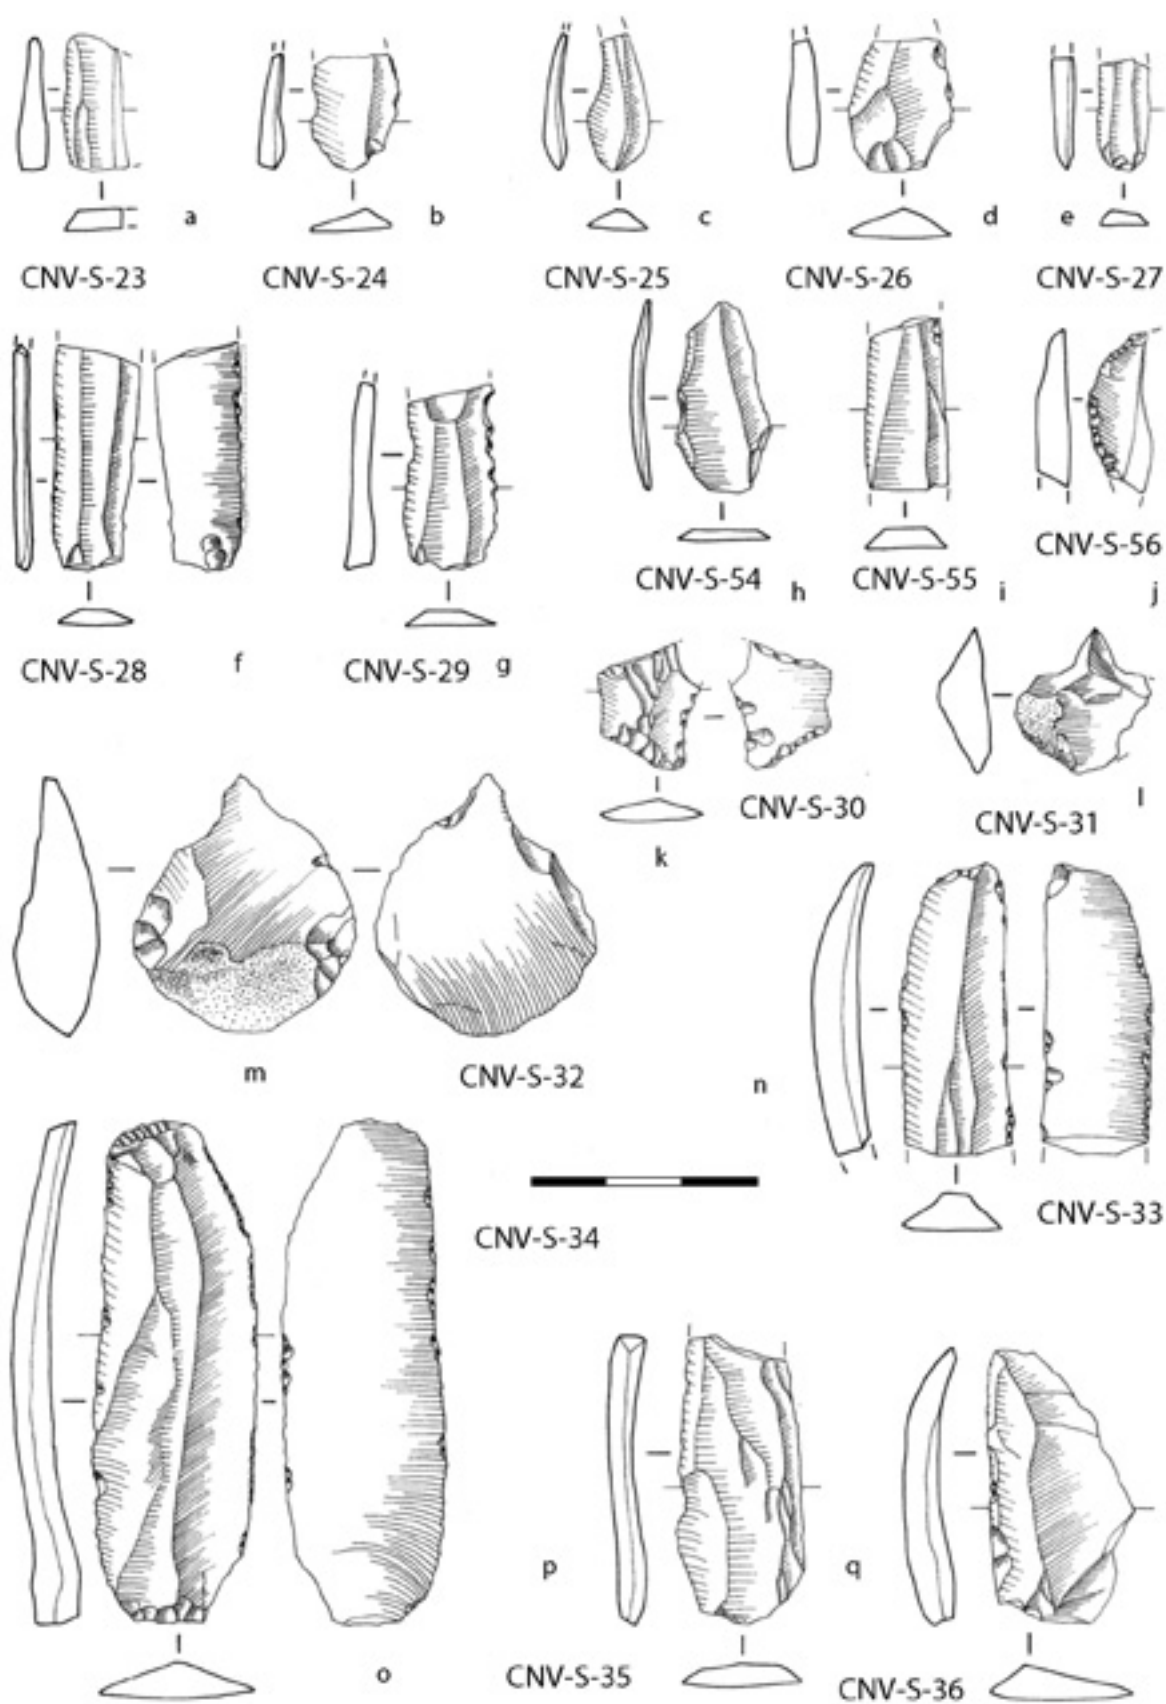 a b c d e
CNV-S-23 CNV-S-24 CNV-S-25 CNV-S-26 CNV-S-27
CNV-S-56
CNV-S-54 h CNV-S-55 i j
CNV-S-28 f CNV-S-29 g
CNV-S-30 l
CNV-S-31
k
m CNV-S-32 n
CNV-S-33
CNV-S-34
p q
o CNV-S-35 CNV-S-36